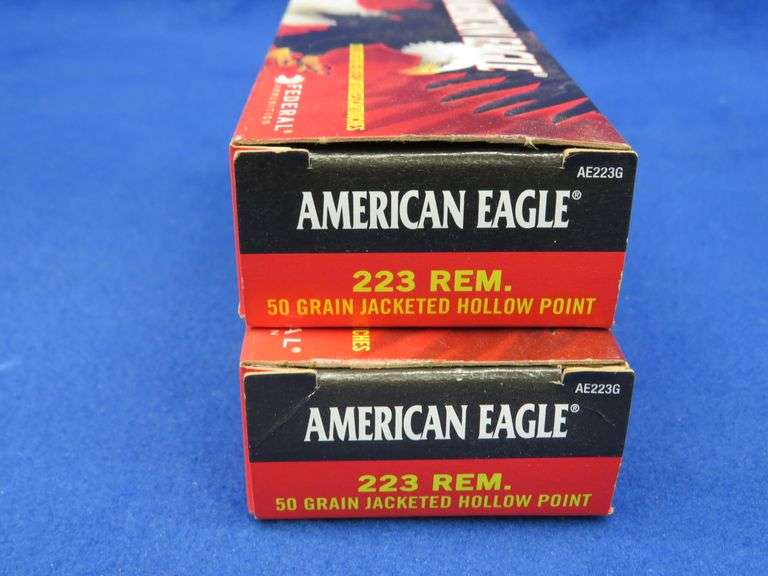 FEDERAL®
AMMUNITION
AE223G
AMERICAN EAGLE®
223 REM.
50 GRAIN JACKETED HOLLOW POINT
AE223G
AMERICAN EAGLE®
223 REM.
50 GRAIN JACKETED HOLLOW POINT